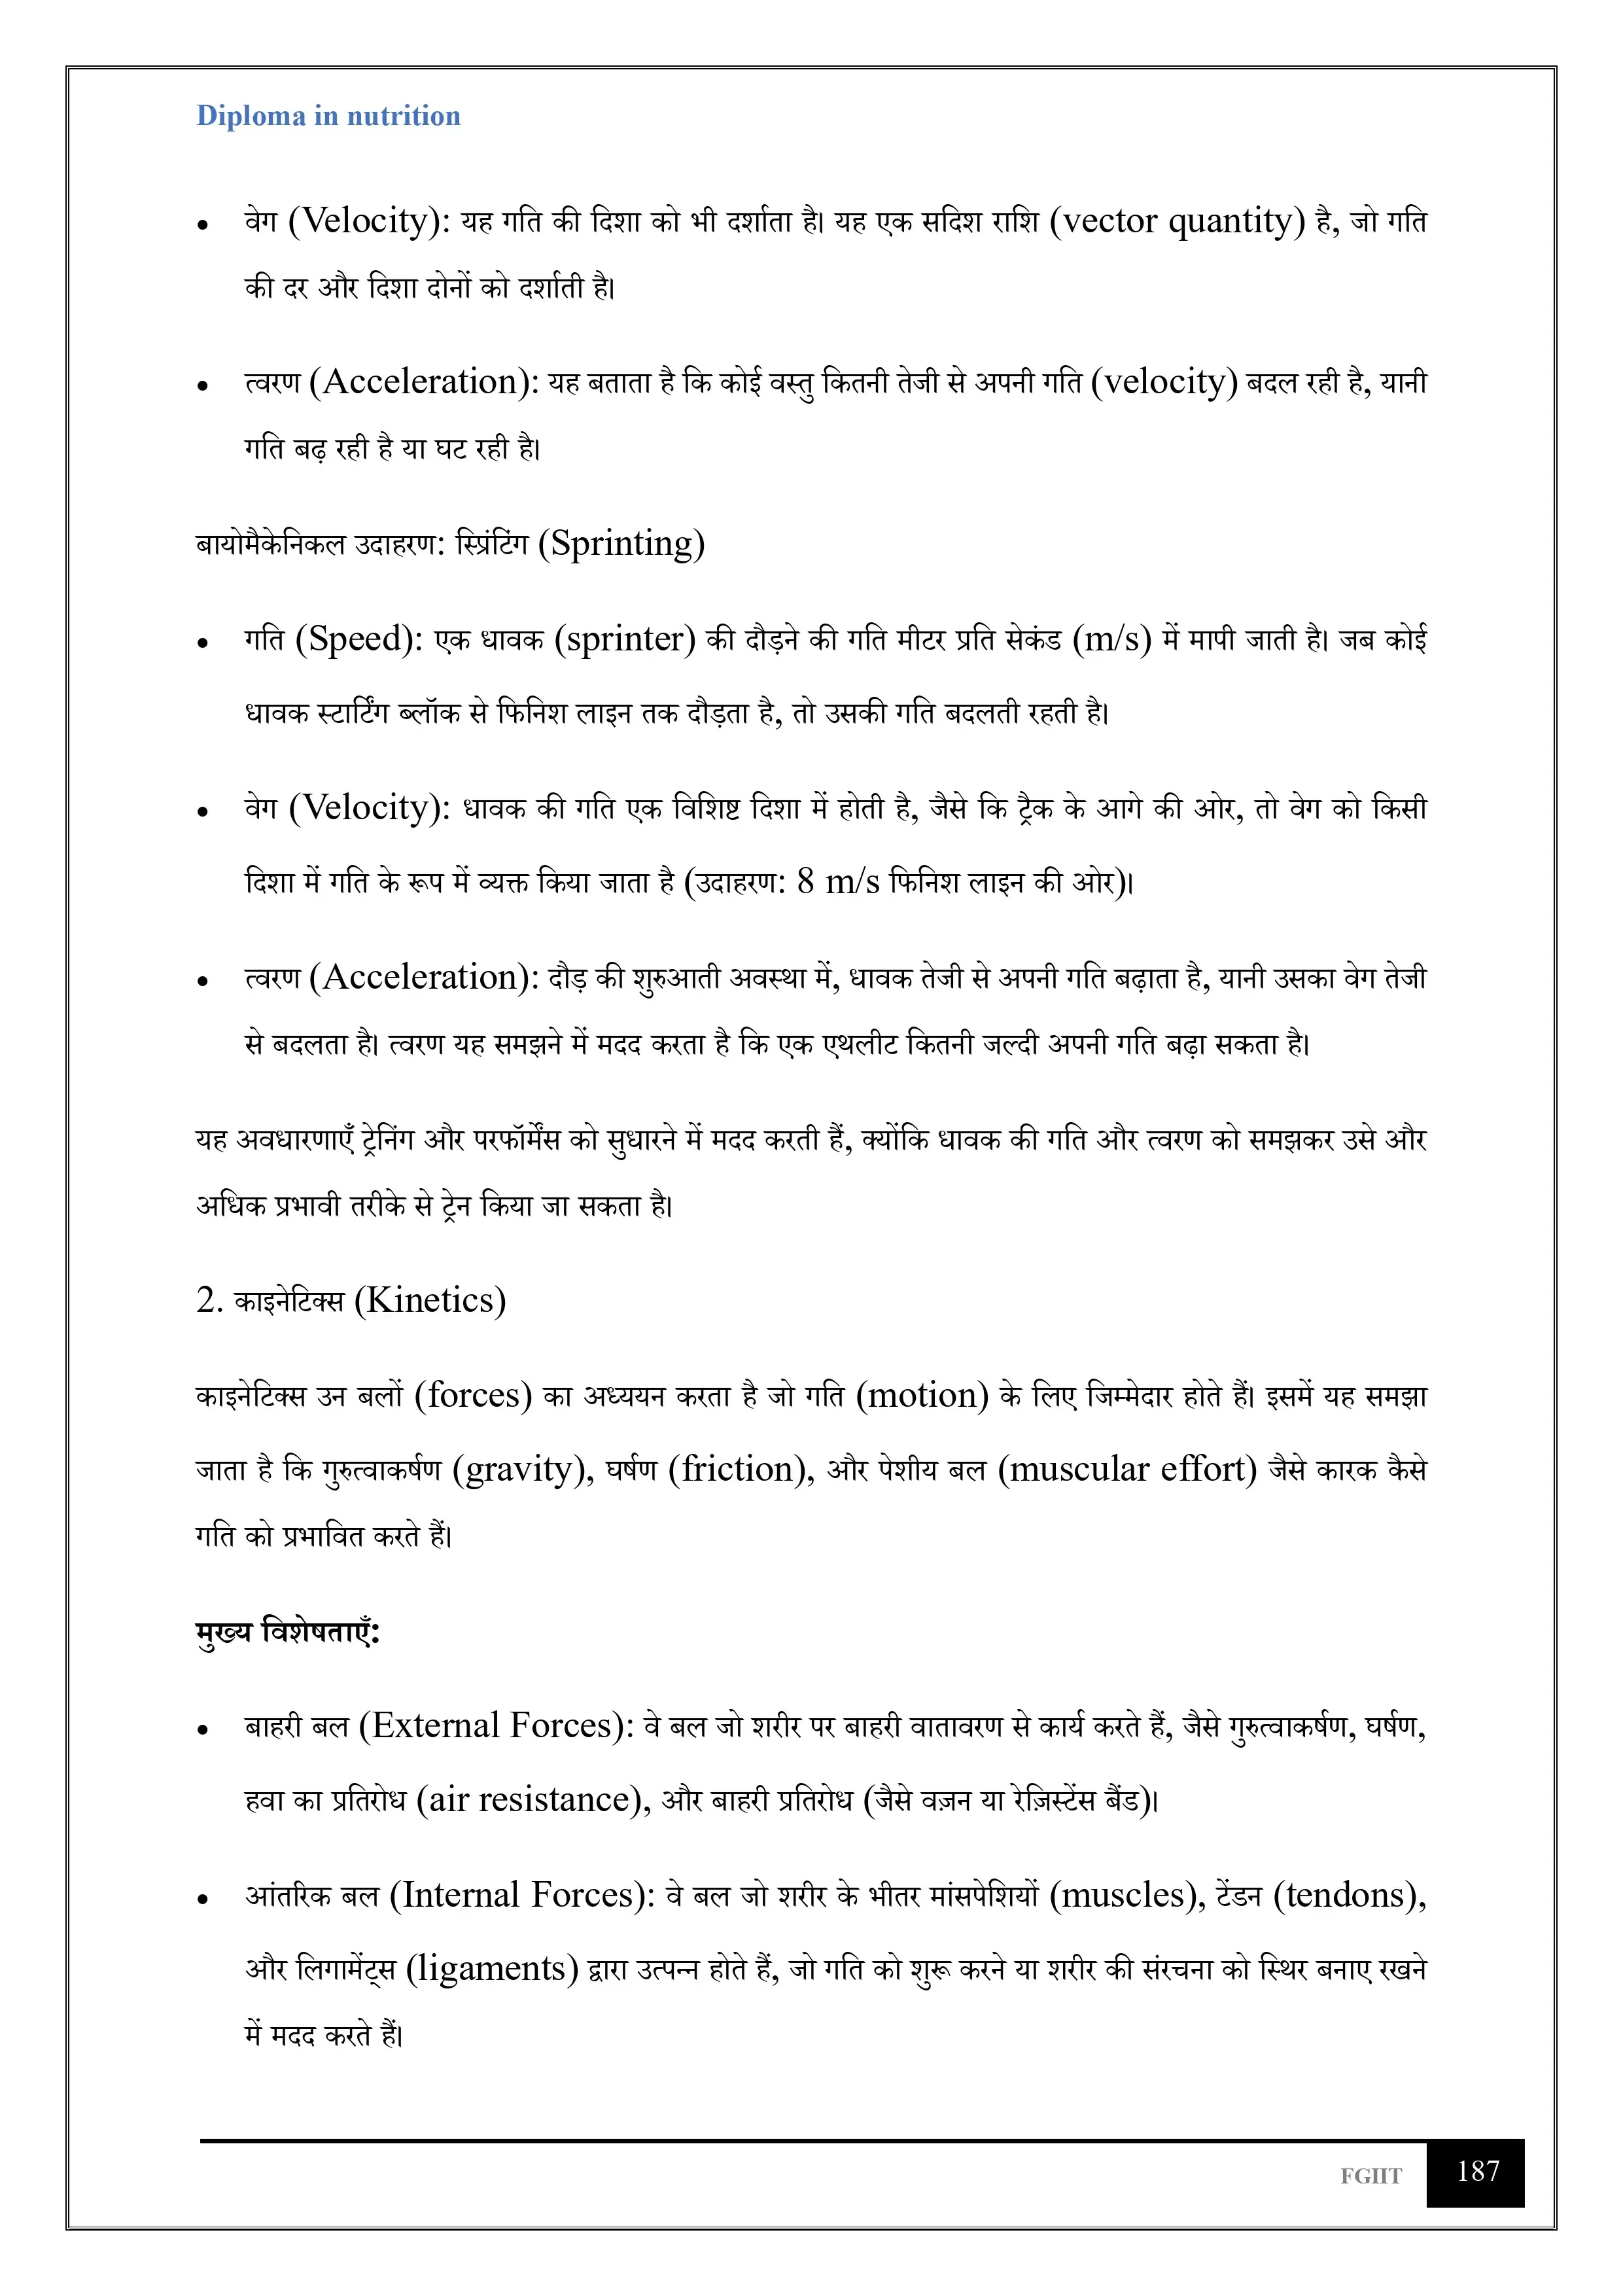 Diploma in nutrition
• वेग (Velocity): यह गति की दिशा को भी दर्शाता है। यह एक सदिश राशि (vector quantity) है, जो गति
की दर और दिशा दोनों को दर्शाती है।
• त्वरण (Acceleration): यह बताता है कि कोई वस्तु कितनी तेजी से अपनी गति (velocity) बदल रही है, यानी
गति बढ़ रही है या घट रही है।
बायोमैकेनिकल उदाहरण: स्प्रिंटिंग (Sprinting)
• गति (Speed): एक धावक (sprinter) की दौड़ने की गति मीटर प्रति सेकंड (m/s) में मापी जाती है। जब कोई
धावक स्टार्टिंग ब्लॉक से फिनिश लाइन तक दौड़ता है, तो उसकी गति बदलती रहती है।
• वेग (Velocity): धावक की गति एक विशिष्ट दिशा में होती है, जैसे कि ट्रैक के आगे की ओर, तो वेग को किसी
दिशा में गति के रूप में व्यक्त किया जाता है (उदाहरण: 8 m/s फिनिश लाइन की ओर)।
• त्वरण (Acceleration): दौड़ की शुरुआती अवस्था में, धावक तेजी से अपनी गति बढ़ाता है, यानी उसका वेग तेजी
से बदलता है। त्वरण यह समझने में मदद करता है कि एक एथलीट कितनी जल्दी अपनी गति बढ़ा सकता है।
यह अवधारणाएँ ट्रेनिंग और परफॉर्मेंस को सुधारने में मदद करती हैं, क्योंकि धावक की गति और त्वरण को समझकर उसे और
अधिक प्रभावी तरीके से ट्रेन किया जा सकता है।
2. काइनेटिक्स (Kinetics)
काइनेटिक्स उन बलों (forces) का अध्ययन करता है जो गति (motion) के लिए जिम्मेदार होते हैं। इसमें यह समझा
जाता है कि गुरुत्वाकर्षण (gravity), घर्षण (friction), और पेशीय बल (muscular effort) जैसे कारक कैसे
गति को प्रभावित करते हैं।
मुख्य विशेषताएँ:
• बाहरी बल (External Forces): वे बल जो शरीर पर बाहरी वातावरण से कार्य करते हैं, जैसे गुरुत्वाकर्षण, घर्षण,
हवा का प्रतिरोध (air resistance), और बाहरी प्रतिरोध (जैसे वज़न या रेज़िस्टेंस बैंड)।
• आंतरिक बल (Internal Forces): वे बल जो शरीर के भीतर मांसपेशियों (muscles), टेंडन (tendons),
और लिगामेंट्स (ligaments) द्वारा उत्पन्न होते हैं, जो गति को शुरू करने या शरीर की संरचना को स्थिर बनाए रखने
में मदद करते हैं।
FGIIT 187